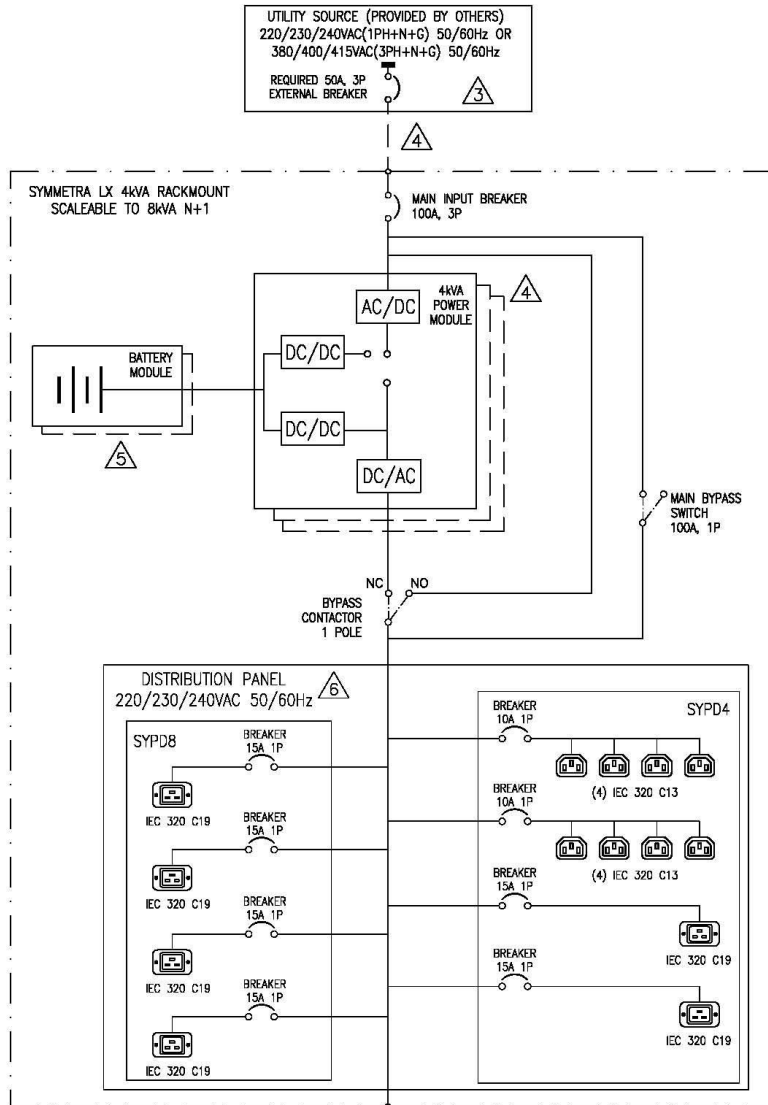 UTILITY SOURCE (PROVIDED BY OTHERS)
220/230/240VAC(1PH+N+G) 50/60Hz OR
380/400/415VAC(3PH+N+G) 50/60Hz
REQUIRED 50A, 3P
EXTERNAL BREAKER
3
4
SYMMETRA LX 4kVA RACKMOUNT
SCALEABLE TO 8kVA N+1
MAIN INPUT BREAKER
100A, 3P
4kVA
POWER
MODULE
4
AC/DC
DC/DC
BATTERY
MODULE
5
DC/DC
DC/AC
MAIN BYPASS
SWITCH
100A, 1P
NC
NO
BYPASS
CONTACTOR
1 POLE
DISTRIBUTION PANEL
220/230/240VAC 50/60Hz
6
SYPD8
BREAKER
15A 1P
IEC 320 C19
BREAKER
15A 1P
IEC 320 C19
BREAKER
15A 1P
IEC 320 C19
BREAKER
15A 1P
IEC 320 C19
SYPD4
BREAKER
10A 1P
(4) IEC 320 C13
BREAKER
10A 1P
(4) IEC 320 C13
BREAKER
15A 1P
IEC 320 C19
BREAKER
15A 1P
IEC 320 C19